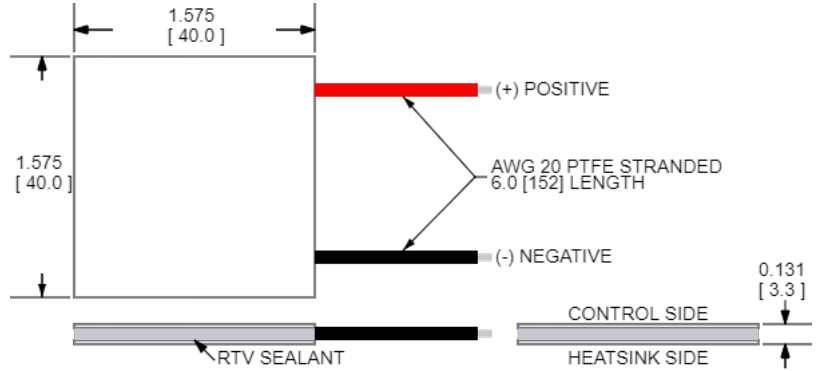 1.575
[ 40.0 ]
(+) POSITIVE
1.575
[ 40.0 ]
AWG 20 PTFE STRANDED
6.0 [152] LENGTH
(-) NEGATIVE
0.131
[ 3.3 ]
CONTROL SIDE
RTV SEALANT
HEATSINK SIDE